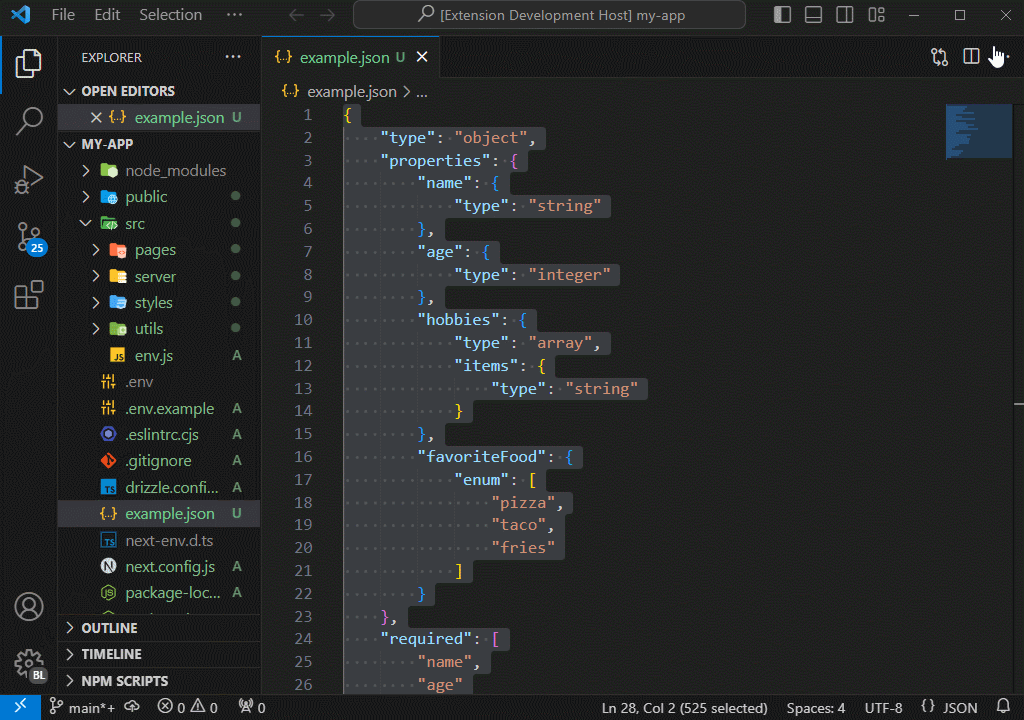 File Edit Selection ··· [Extension Development Host] my-app
EXPLORER ···
OPEN EDITORS
example.json U
MY-APP
node_modules
public
src
pages
server
styles
utils
env.js A
.env
.env.example A
.eslintrc.cjs A
.gitignore A
drizzle.confi... A
example.json U
next-env.d.ts
next.config.js A
package-loc... A
OUTLINE
TIMELINE
NPM SCRIPTS
25
BL
{..} example.json U
{..} example.json > ...
1 {
2 "type": "object",
3 "properties": {
4 "name": {
5 "type": "string"
6 },
7 "age": {
8 "type": "integer"
9 },
10 "hobbies": {
11 "type": "array",
12 "items": {
13 "type": "string"
14 }
15 },
16 "favoriteFood": {
17 "enum": [
18 "pizza",
19 "taco",
20 "fries"
21 ]
22 }
23 },
24 "required": [
25 "name",
26 "age"
main*+ 0 0 0 Ln 28, Col 2 (525 selected) Spaces: 4 UTF-8 {} JSON